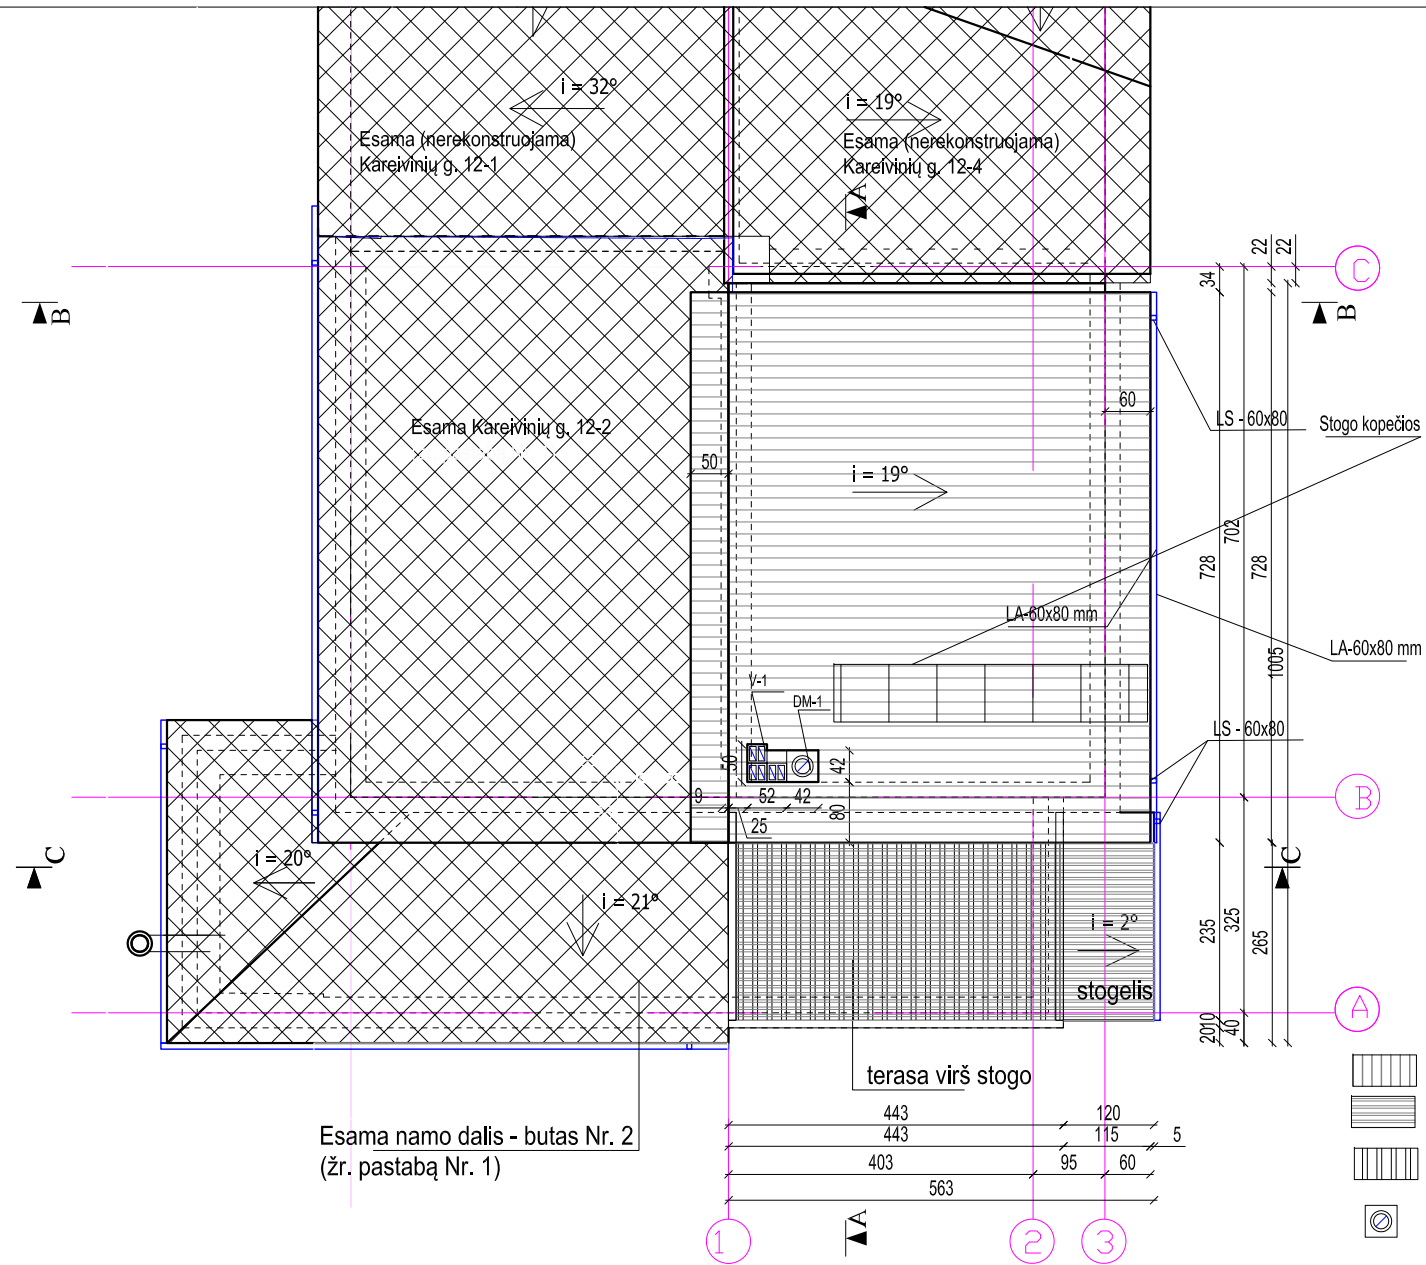 i = 32°
i = 19°
Esama (nerekonstruojama)
Kareivinių g. 12-1
Esama (nerekonstruojama)
Kareivinių g. 12-4
A
22
22
C
34
B
B
60
LS - 60x80
Stogo kopečios
Esama Kareivinių g. 12-2
50
i = 19°
702
728
728
LA-60x80 mm
LA-60x80 mm
1005
V-1
DM-1
LS - 60x80
50
42
9
52
42
80
25
B
C
C
i = 20°
i = 21°
i = 2°
235
325
265
stogelis
A
2010
40
terasa virš stogo
443
120
443
115
5
403
95
60
563
Esama namo dalis - butas Nr. 2
(žr. pastabą Nr. 1)
A
1
2
3